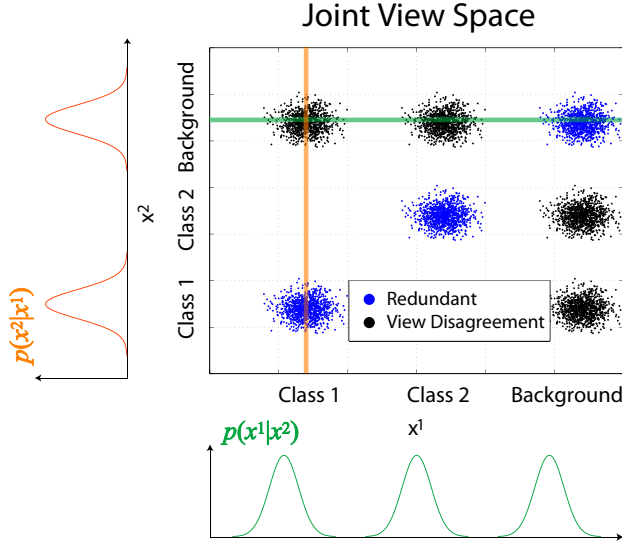 Joint View Space
Background
Class 2
Class 1
x²
p(x²|x¹)
Redundant
View Disagreement
Class 1
Class 2
Background
x¹
p(x¹|x²)